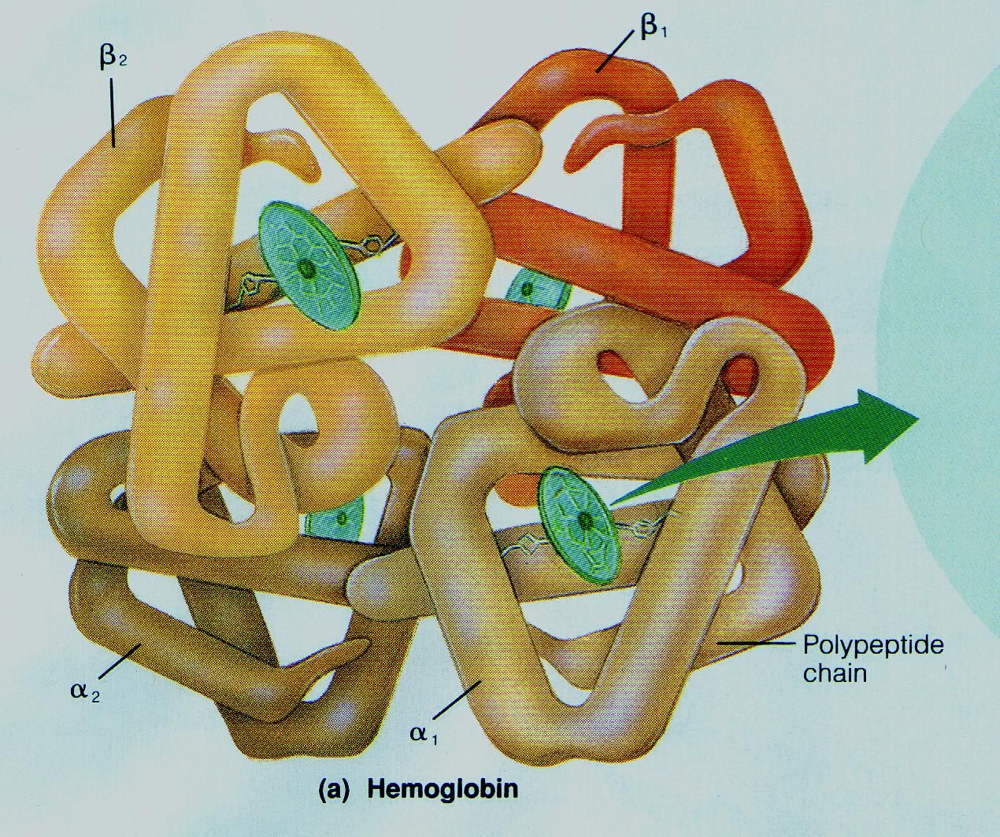 β₁
β₂
Polypeptide
chain
α₂
α₁
(a) Hemoglobin